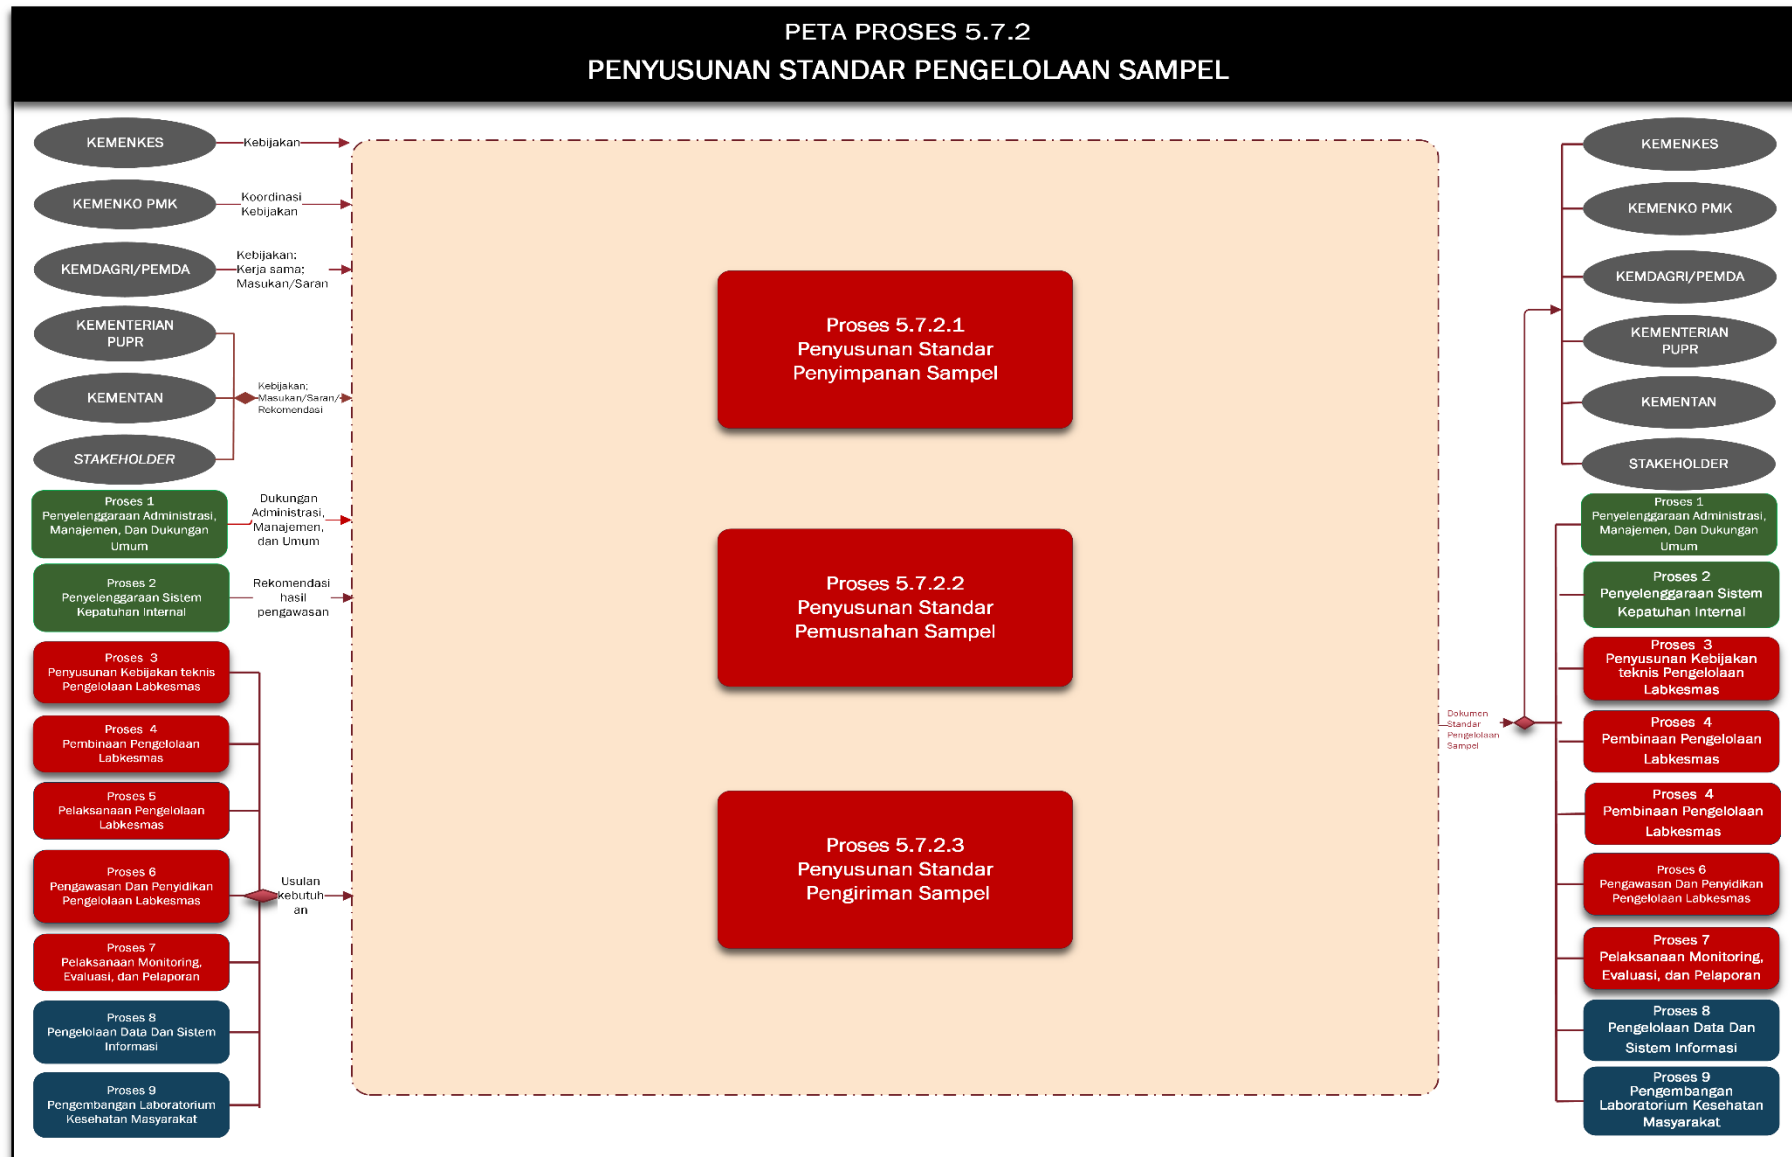 PETA PROSES 5.7.2
PENYUSUNAN STANDAR PENGELOLAAN SAMPEL
KEMENKES
Kebijakan
KEMENKO PMK
Koordinasi
Kebijakan
KEMDAGRI/PEMDA
Kebijakan;
Kerja sama;
Masukan/Saran
KEMENTERIAN
PUPR
KEMENTAN
Kebijakan;
Masukan/Saran/
Rekomendasi
STAKEHOLDER
Proses 1
Penyelenggaraan Administrasi,
Manajemen, Dan Dukungan
Umum
Dukungan
Administrasi,
Manajemen,
dan Umum
Proses 2
Penyelenggaraan Sistem
Kepatuhan Internal
Rekomendasi
hasil
pengawasan
Proses 3
Penyusunan Kebijakan teknis
Pengelolaan Labkesmas
Proses 4
Pembinaan Pengelolaan
Labkesmas
Proses 5
Pelaksanaan Pengelolaan
Labkesmas
Proses 6
Pengawasan Dan Penyidikan
Pengelolaan Labkesmas
Usulan
kebutuh
an
Proses 7
Pelaksanaan Monitoring,
Evaluasi, dan Pelaporan
Proses 8
Pengelolaan Data Dan Sistem
Informasi
Proses 9
Pengembangan Laboratorium
Kesehatan Masyarakat
Proses 5.7.2.1
Penyusunan Standar
Penyimpanan Sampel
Proses 5.7.2.2
Penyusunan Standar
Pemusnahan Sampel
Proses 5.7.2.3
Penyusunan Standar
Pengiriman Sampel
Dokumen
Standar
Pengelolaan
Sampel
KEMENKES
KEMENKO PMK
KEMDAGRI/PEMDA
KEMENTERIAN
PUPR
KEMENTAN
STAKEHOLDER
Proses 1
Penyelenggaraan Administrasi,
Manajemen, Dan Dukungan
Umum
Proses 2
Penyelenggaraan Sistem
Kepatuhan Internal
Proses 3
Penyusunan Kebijakan
teknis Pengelolaan
Labkesmas
Proses 4
Pembinaan Pengelolaan
Labkesmas
Proses 4
Pembinaan Pengelolaan
Labkesmas
Proses 6
Pengawasan Dan Penyidikan
Pengelolaan Labkesmas
Proses 7
Pelaksanaan Monitoring,
Evaluasi, dan Pelaporan
Proses 8
Pengelolaan Data Dan
Sistem Informasi
Proses 9
Pengembangan
Laboratorium Kesehatan
Masyarakat